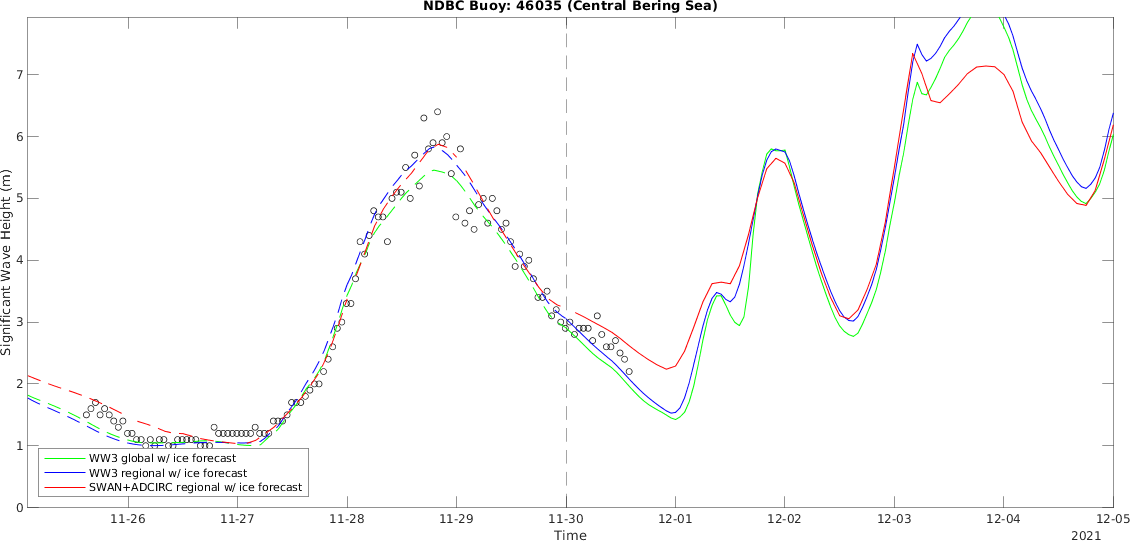 NDBC Buoy: 46035 (Central Bering Sea)
Significant Wave Height (m)
7
6
5
4
3
2
1
0
WW3 global w/ ice forecast
WW3 regional w/ ice forecast
SWAN+ADCIRC regional w/ ice forecast
11-26 11-27 11-28 11-29 11-30 12-01 12-02 12-03 12-04 12-05
Time
2021